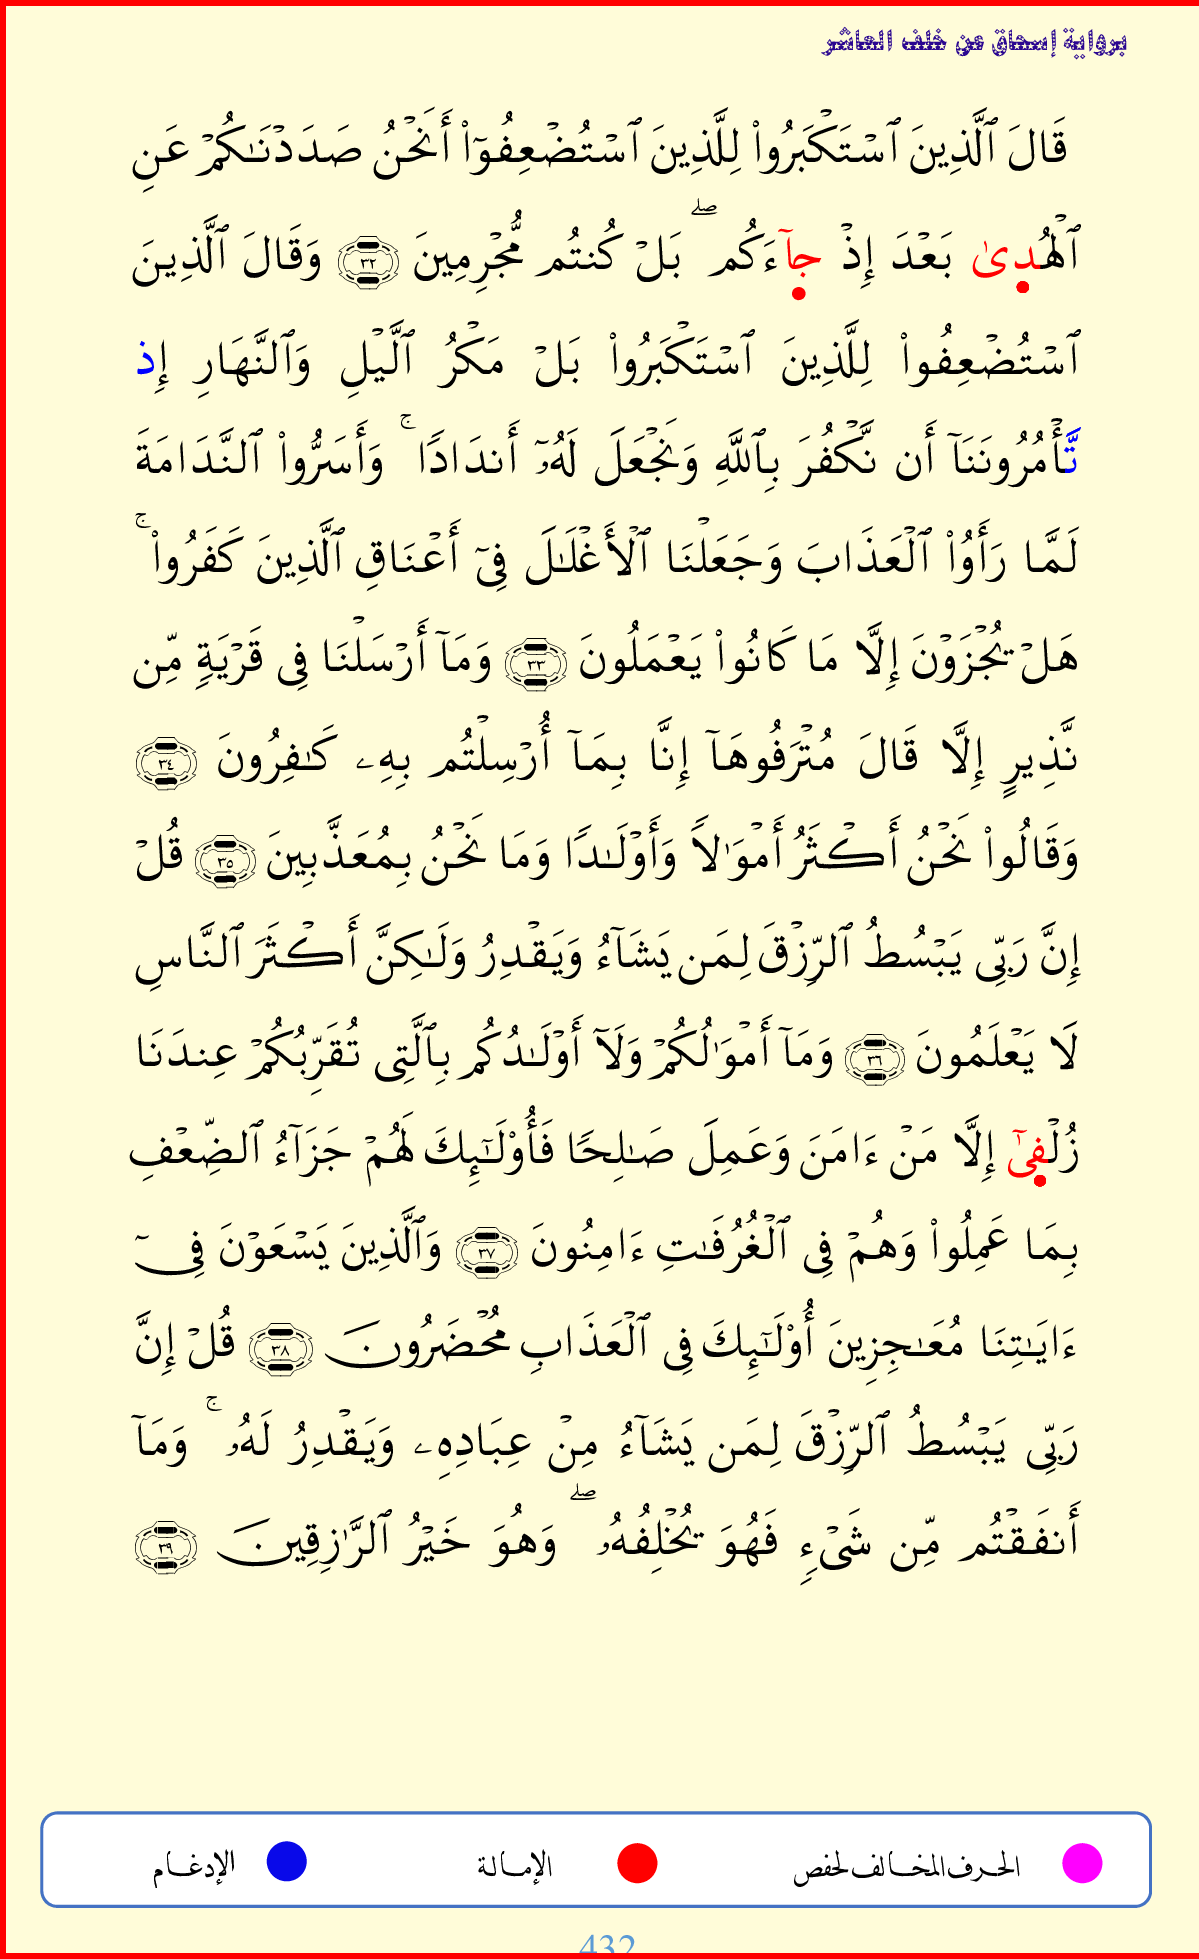 برواية إسحاق عن خلف العاشر
قَالَ ٱلَّذِينَ ٱسْتَكْبَرُوا۟ لِلَّذِينَ ٱسْتُضْعِفُوٓا۟ أَنَحْنُ صَدَدْنَـٰكُمْ عَنِ
ٱلْهُدِىٰ بَعْدَ إِذْ جِآءَكُم ۖ بَلْ كُنتُم مُّجْرِمِينَ ٣٢ وَقَالَ ٱلَّذِينَ
ٱسْتُضْعِفُوا۟ لِلَّذِينَ ٱسْتَكْبَرُوا۟ بَلْ مَكْرُ ٱلَّيْلِ وَٱلنَّهَارِ إِذ
تَّأْمُرُونَنَآ أَن نَّكْفُرَ بِٱللَّهِ وَنَجْعَلَ لَهُۥٓ أَندَادًا ۚ وَأَسَرُّوا۟ ٱلنَّدَامَةَ
لَمَّا رَأَوُا۟ ٱلْعَذَابَ وَجَعَلْنَا ٱلْأَغْلَـٰلَ فِىٓ أَعْنَاقِ ٱلَّذِينَ كَفَرُوا۟ ۚ
هَلْ يُجْزَوْنَ إِلَّا مَا كَانُوا۟ يَعْمَلُونَ ٣٣ وَمَآ أَرْسَلْنَا فِى قَرْيَةٍ مِّن
نَّذِيرٍ إِلَّا قَالَ مُتْرَفُوهَآ إِنَّا بِمَآ أُرْسِلْتُم بِهِۦ كَـٰفِرُونَ ٣٤
وَقَالُوا۟ نَحْنُ أَكْثَرُ أَمْوَٰلًا وَأَوْلَـٰدًا وَمَا نَحْنُ بِمُعَذَّبِينَ ٣٥ قُلْ
إِنَّ رَبِّى يَبْسُطُ ٱلرِّزْقَ لِمَن يَشَآءُ وَيَقْدِرُ وَلَـٰكِنَّ أَكْثَرَ ٱلنَّاسِ
لَا يَعْلَمُونَ ٣٦ وَمَآ أَمْوَٰلُكُمْ وَلَآ أَوْلَـٰدُكُم بِٱلَّتِى تُقَرِّبُكُمْ عِندَنَا
زُلْفِىٓ إِلَّا مَنْ ءَامَنَ وَعَمِلَ صَـٰلِحًا فَأُو۟لَـٰٓئِكَ لَهُمْ جَزَآءُ ٱلضِّعْفِ
بِمَا عَمِلُوا۟ وَهُمْ فِى ٱلْغُرُفَـٰتِ ءَامِنُونَ ٣٧ وَٱلَّذِينَ يَسْعَوْنَ فِىٓ
ءَايَـٰتِنَا مُعَـٰجِزِينَ أُو۟لَـٰٓئِكَ فِى ٱلْعَذَابِ مُحْضَرُونَ ٣٨ قُلْ إِنَّ
رَبِّى يَبْسُطُ ٱلرِّزْقَ لِمَن يَشَآءُ مِنْ عِبَادِهِۦ وَيَقْدِرُ لَهُۥ ۚ وَمَآ
أَنفَقْتُم مِّن شَىْءٍ فَهُوَ يُخْلِفُهُۥ ۖ وَهُوَ خَيْرُ ٱلرَّٰزِقِينَ ٣٩
الحرف المخالف لحفص الإمالة الإدغام
432